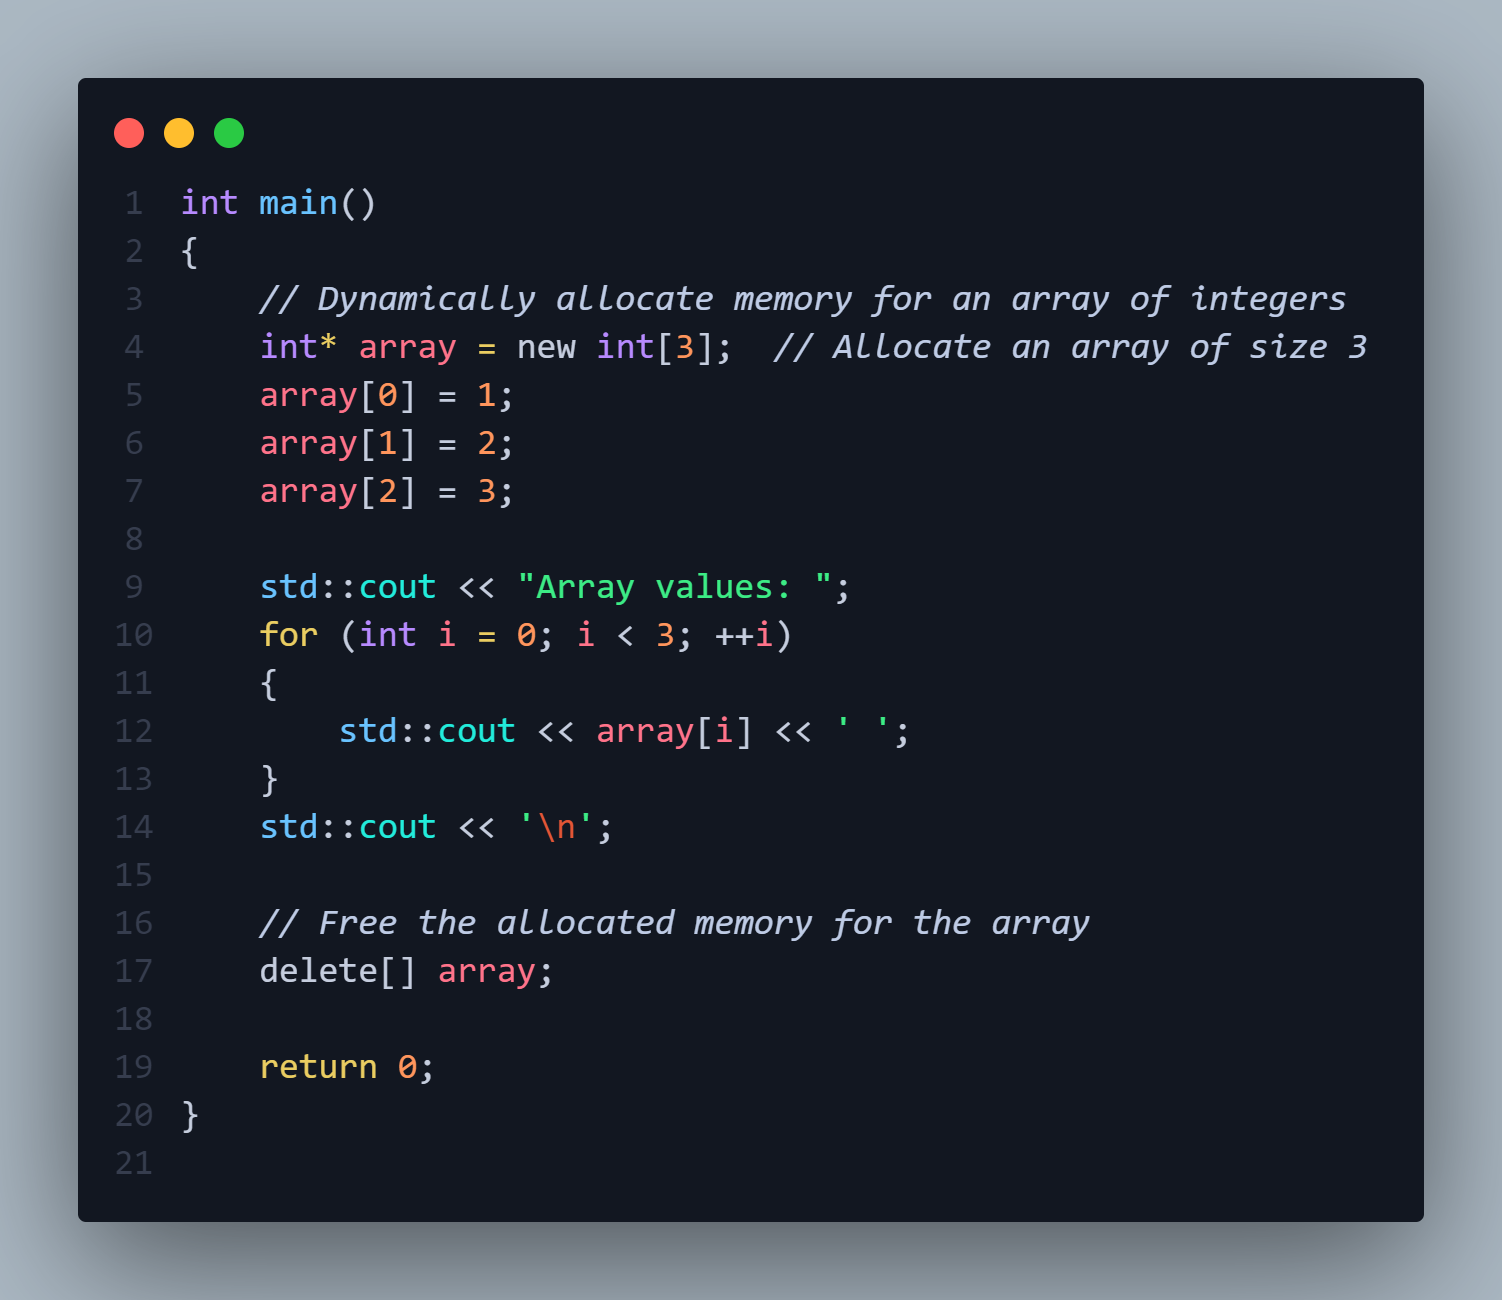 1 int main()
2 {
3     // Dynamically allocate memory for an array of integers
4     int* array = new int[3];  // Allocate an array of size 3
5     array[0] = 1;
6     array[1] = 2;
7     array[2] = 3;
8
9     std::cout << "Array values: ";
10     for (int i = 0; i < 3; ++i)
11     {
12         std::cout << array[i] << ' ';
13     }
14     std::cout << '\n';
15
16     // Free the allocated memory for the array
17     delete[] array;
18
19     return 0;
20 }
21